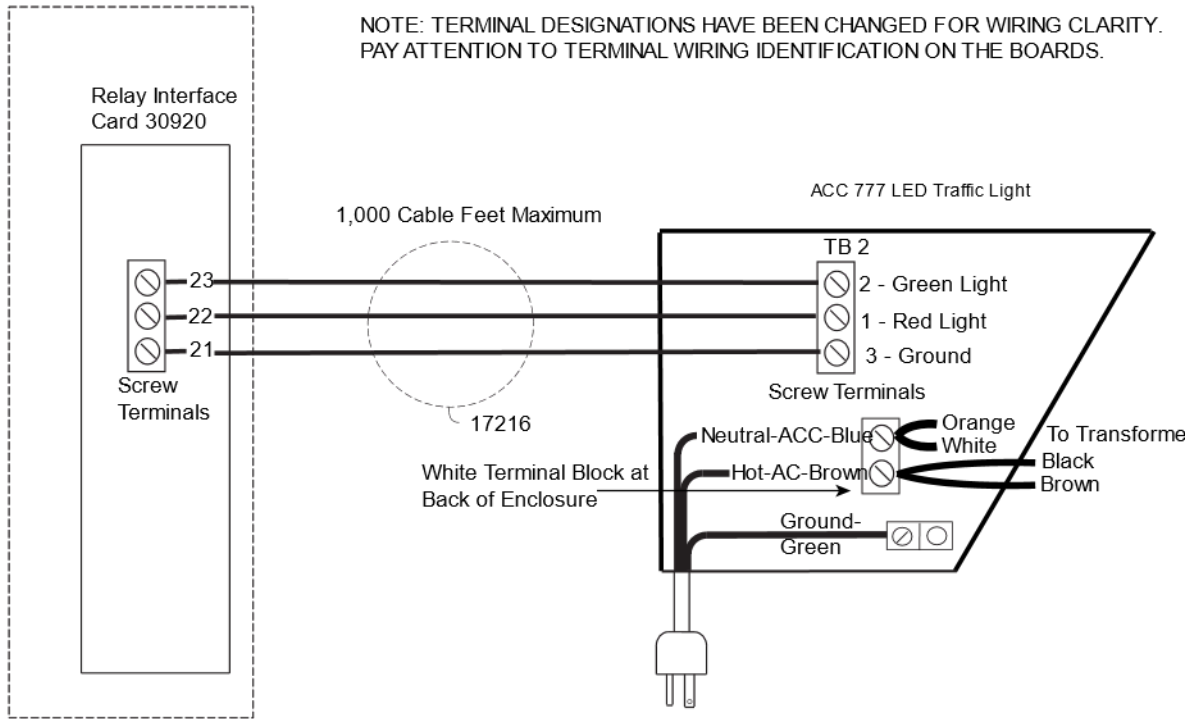 NOTE: TERMINAL DESIGNATIONS HAVE BEEN CHANGED FOR WIRING CLARITY.
PAY ATTENTION TO TERMINAL WIRING IDENTIFICATION ON THE BOARDS.
Relay Interface
Card 30920
ACC 777 LED Traffic Light
1,000 Cable Feet Maximum
TB 2
23
2 - Green Light
22
1 - Red Light
21
3 - Ground
Screw
Terminals
Screw Terminals
17216
Neutral-ACC-Blue
Orange
White
To Transforme
Black
Hot-AC-Brown
Brown
White Terminal Block at
Back of Enclosure
Ground-
Green